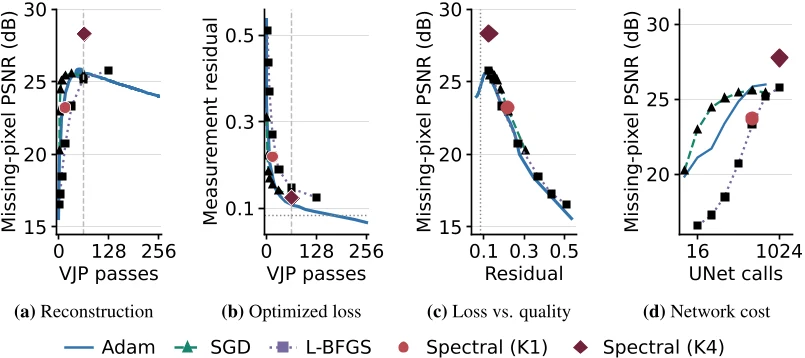 Missing-pixel PSNR (dB)
30
25
20
15
0
128
256
VJP passes
(a) Reconstruction
Measurement residual
0.5
0.3
0.1
0
128
256
VJP passes
(b) Optimized loss
Missing-pixel PSNR (dB)
30
25
20
15
0.1
0.3
0.5
Residual
(c) Loss vs. quality
Missing-pixel PSNR (dB)
30
25
20
16
1024
UNet calls
(d) Network cost
Adam
SGD
L-BFGS
Spectral (K1)
Spectral (K4)